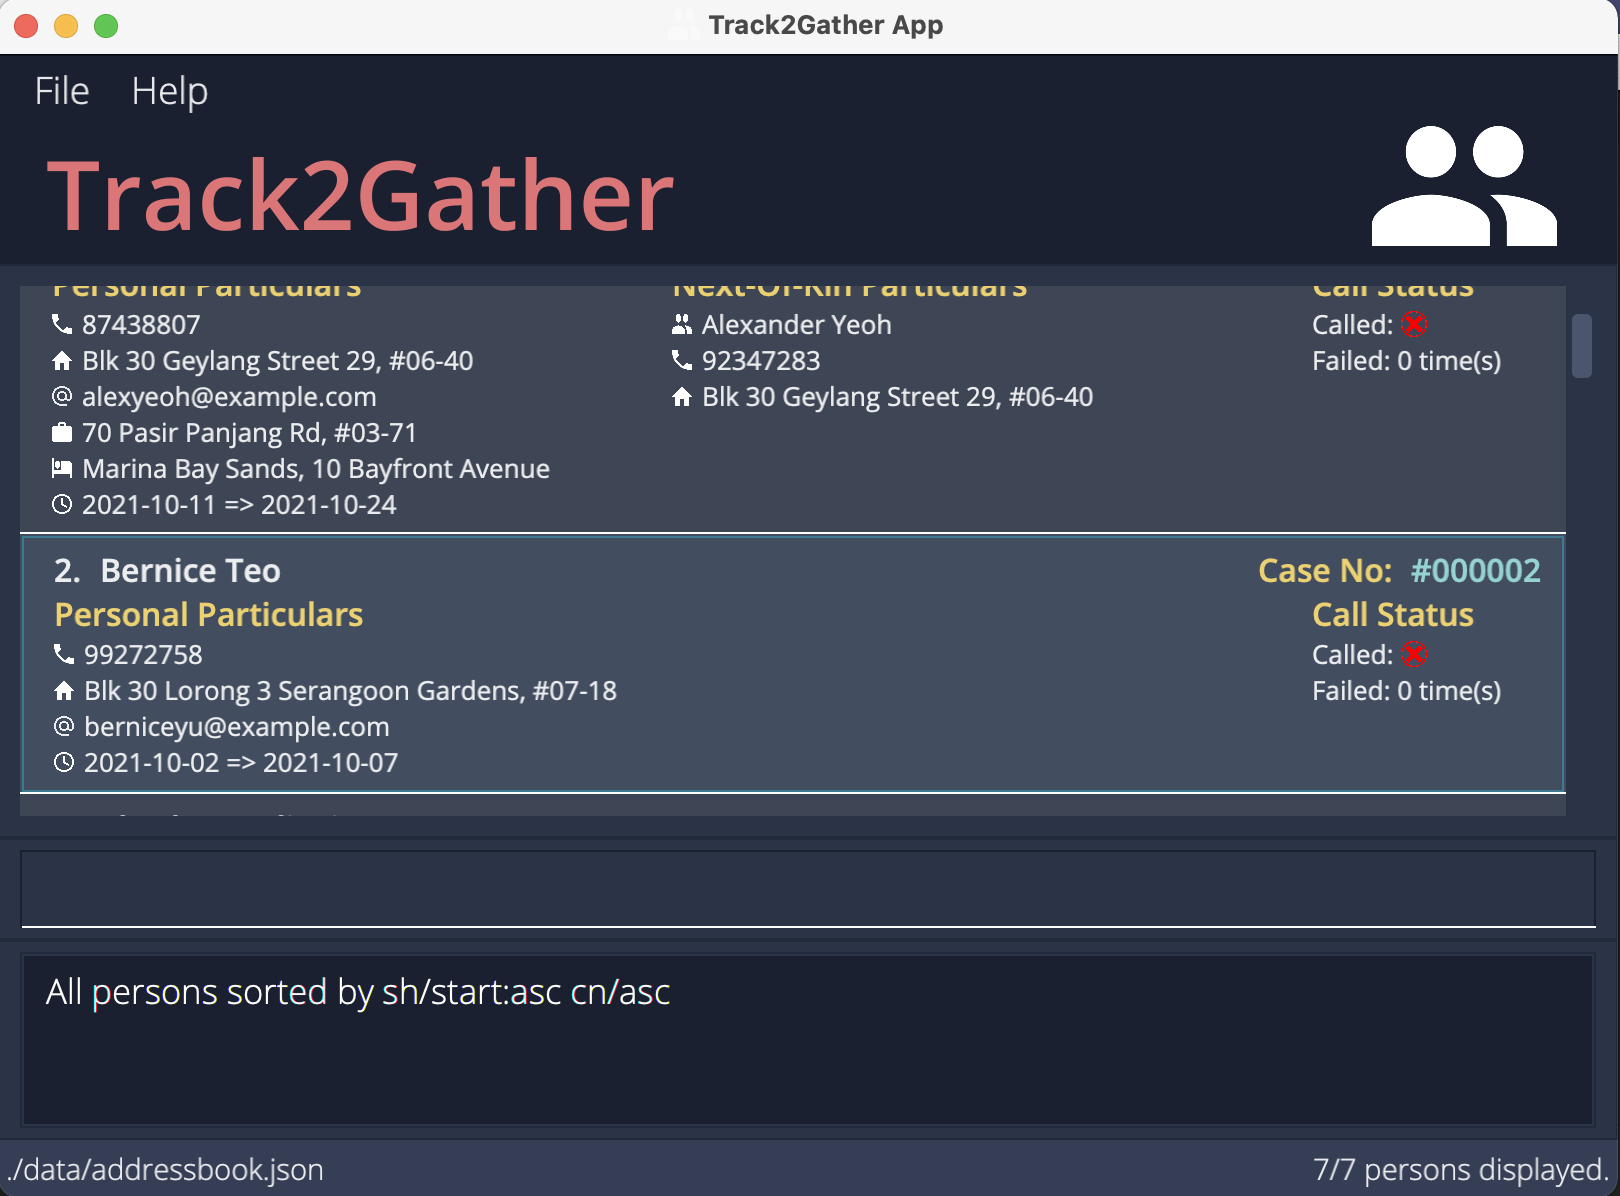 Track2Gather App
File Help
Track2Gather
Personal Particulars Next-Of-Kin Particulars Call Status
87438807 Alexander Yeoh Called:
Blk 30 Geylang Street 29, #06-40 92347283 Failed: 0 time(s)
alexyeoh@example.com Blk 30 Geylang Street 29, #06-40
70 Pasir Panjang Rd, #03-71
Marina Bay Sands, 10 Bayfront Avenue
2021-10-11 => 2021-10-24
2. Bernice Teo Case No: #000002
Personal Particulars Call Status
99272758 Called:
Blk 30 Lorong 3 Serangoon Gardens, #07-18 Failed: 0 time(s)
berniceyu@example.com
2021-10-02 => 2021-10-07
All persons sorted by sh/start:asc cn/asc
./data/addressbook.json 7/7 persons displayed.